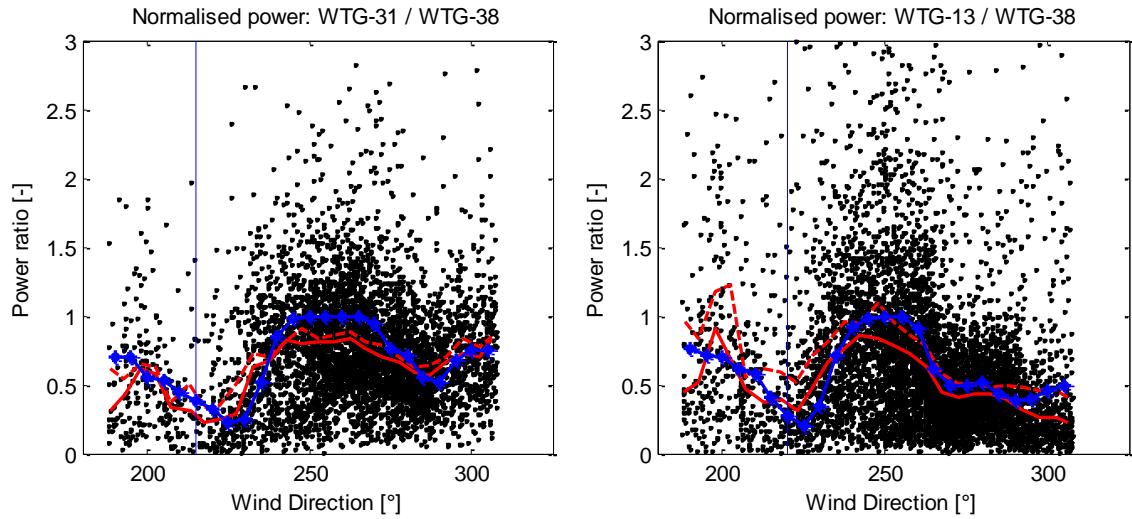 Normalised power: WTG-31 / WTG-38
3
2.5
2
1.5
1
0.5
0
Power ratio [-]
200 250 300
Wind Direction [°]
Normalised power: WTG-13 / WTG-38
3
2.5
2
1.5
1
0.5
0
Power ratio [-]
200 250 300
Wind Direction [°]